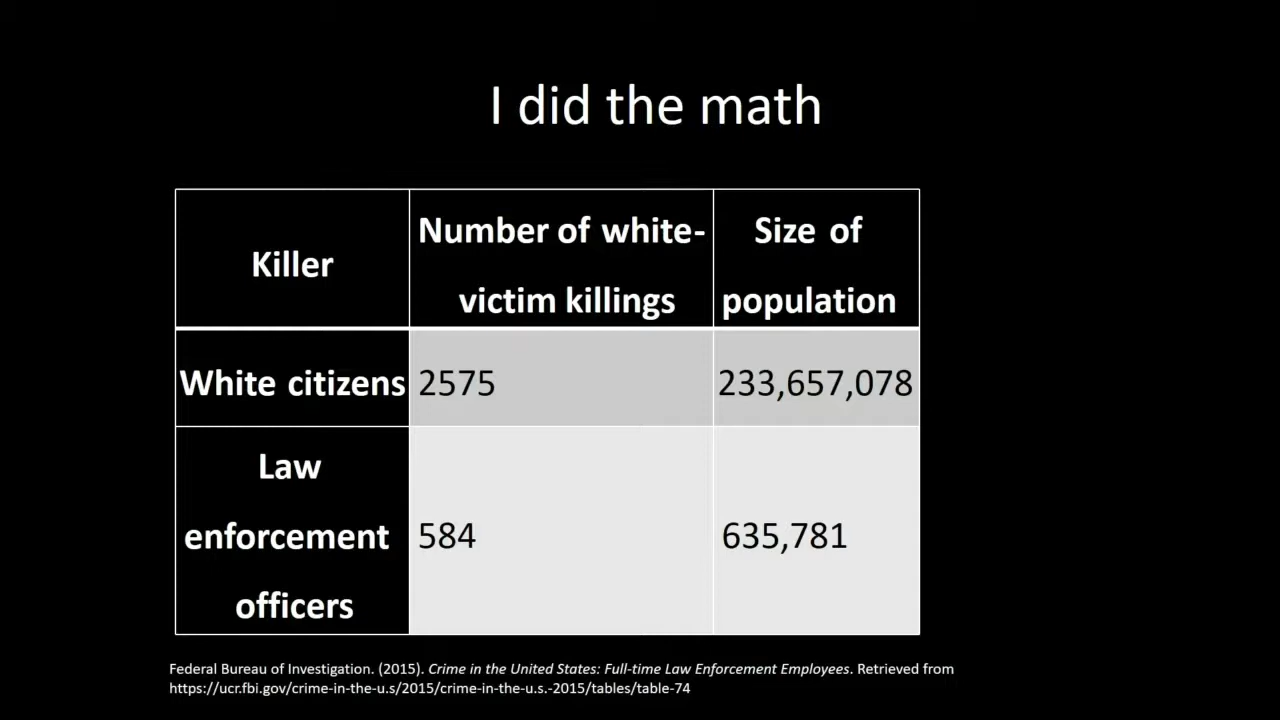 I did the math
Killer
Number of white-
victim killings
Size of
population
White citizens
2575
233,657,078
Law
enforcement
officers
584
635,781
Federal Bureau of Investigation. (2015). Crime in the United States: Full-time Law Enforcement Employees. Retrieved from
https://ucr.fbi.gov/crime-in-the-u.s/2015/crime-in-the-u.s.-2015/tables/table-74